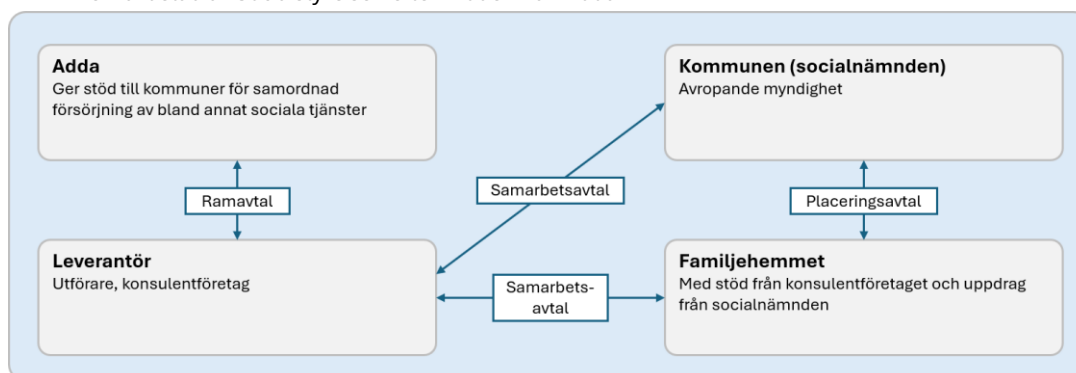 Adda
Ger stöd till kommuner för samordnad
försörjning av bland annat sociala tjänster
Kommunen (socialnämnden)
Avropande myndighet
Ramavtal
Samarbetsavtal
Placeringsavtal
Leverantör
Utförare, konsulentföretag
Samarbets-
avtal
Familjehemmet
Med stöd från konsulentföretaget och uppdrag
från socialnämnden